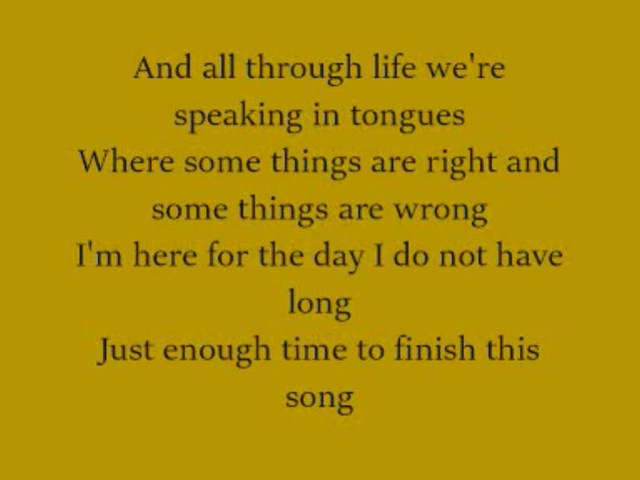 And all through life we're
speaking in tongues
Where some things are right and
some things are wrong
I'm here for the day I do not have
long
Just enough time to finish this
song